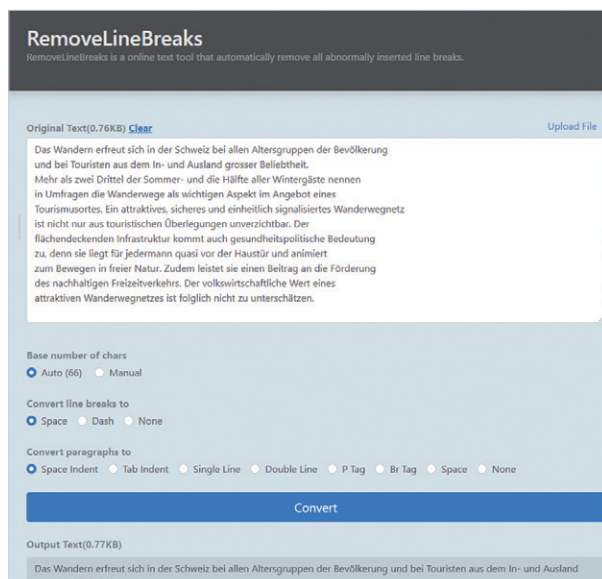 RemoveLineBreaks
RemoveLineBreaks is a online text tool that automatically remove all abnormally inserted line breaks.
Original Text(0.76KB) Clear
Upload File
Das Wandern erfreut sich in der Schweiz bei allen Altersgruppen der Bevölkerung
und bei Touristen aus dem In- und Ausland grosser Beliebtheit.
Mehr als zwei Drittel der Sommer- und die Hälfte aller Wintergäste nennen
in Umfragen die Wanderwege als wichtigen Aspekt im Angebot eines
Tourismusortes. Ein attraktives, sicheres und einheitlich signalisiertes Wanderwegnetz
ist nicht nur aus touristischen Überlegungen unverzichtbar. Der
flächendeckenden Infrastruktur kommt auch gesundheitspolitische Bedeutung
zu, denn sie liegt für jedermann quasi vor der Haustür und animiert
zum Bewegen in freier Natur. Zudem leistet sie einen Beitrag an die Förderung
des nachhaltigen Freizeitverkehrs. Der volkswirtschaftliche Wert eines
attraktiven Wanderwegnetzes ist folglich nicht zu unterschätzen.
Base number of chars
Auto (66) Manual
Convert line breaks to
Space Dash None
Convert paragraphs to
Space Indent Tab Indent Single Line Double Line P Tag Br Tag Space None
Convert
Output Text(0.77KB)
Das Wandern erfreut sich in der Schweiz bei allen Altersgruppen der Bevölkerung und bei Touristen aus dem In- und Ausland